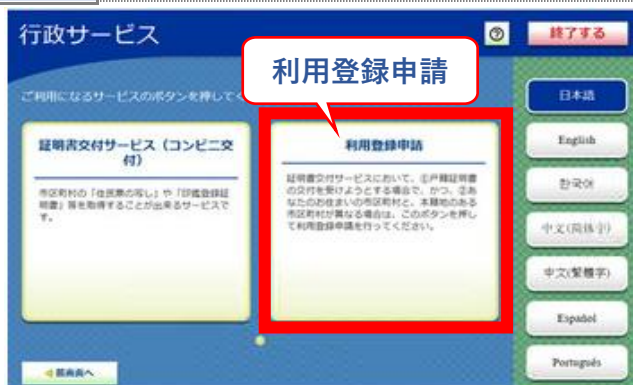 行政サービス
終了する
利用登録申請
ご利用になるサービスのボタンを押してく
証明書交付サービス（コンビニ交
付）
市区町村の「住民票の写し」や「印鑑登録証
明書」等を取得することが出来るサービスで
す。
利用登録申請
証明書交付サービスにおいて、①戸籍証明書
の交付を受けようとする場合で、かつ、②あ
なたのお住まいの市区町村と、本籍地のある
市区町村が異なる場合は、このボタンを押し
て利用登録申請を行ってください。
日本語
English
한국어
中文(简体字)
中文(繁體字)
Español
Português